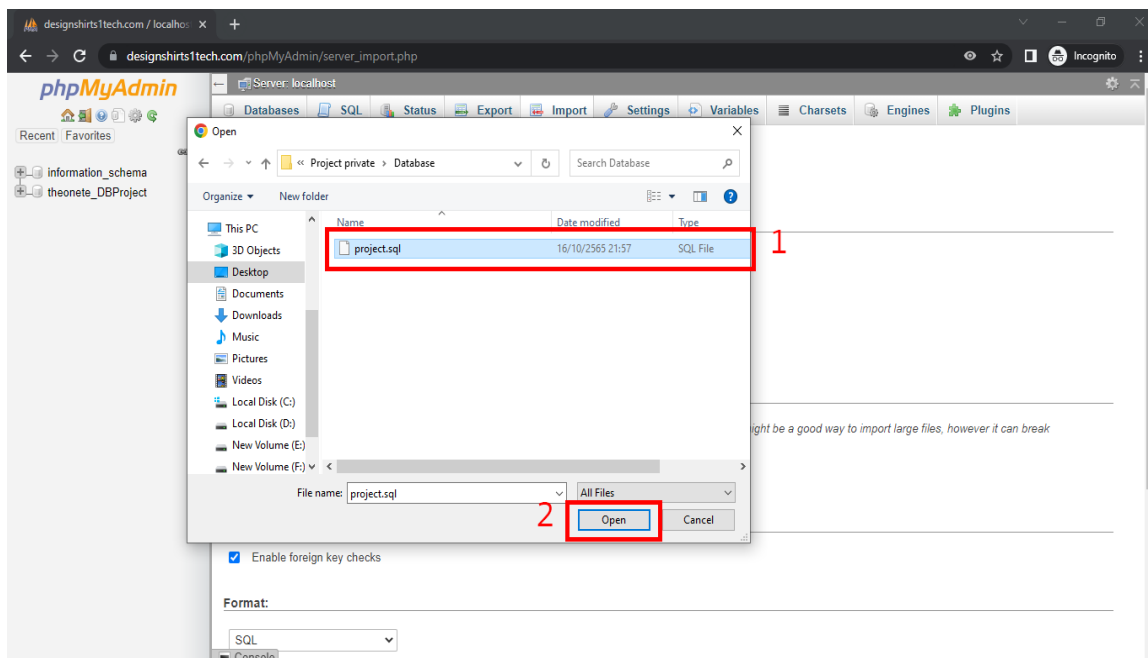 designshirts1tech.com / localhos
designshirts1tech.com/phpMyAdmin/server_import.php
Incognito
phpMyAdmin
Server: localhost
Databases SQL Status Export Import Settings Variables Charsets Engines Plugins
Recent Favorites
information_schema
theonete_DBProject
Open
« Project private > Database
Search Database
Organize New folder
Name Date modified Type
project.sql 16/10/2565 21:57 SQL File
1
This PC
3D Objects
Desktop
Documents
Downloads
Music
Pictures
Videos
Local Disk (C:)
Local Disk (D:)
New Volume (E:)
New Volume (F:)
File name: project.sql All Files
2
Open Cancel
ight be a good way to import large files, however it can break
Enable foreign key checks
Format:
SQL
Console